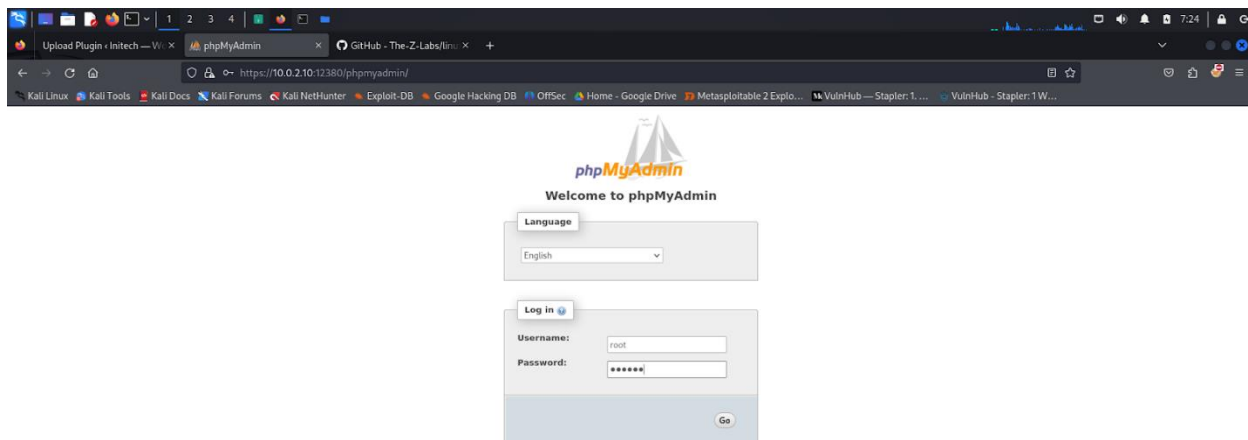 1 2 3 4 7:24
Upload Plugin ‹ Initech — W phpMyAdmin GitHub - The-Z-Labs/linu
https://10.0.2.10:12380/phpmyadmin/
Kali Linux Kali Tools Kali Docs Kali Forums Kali NetHunter Exploit-DB Google Hacking DB OffSec Home - Google Drive Metasploitable 2 Explo... VulnHub — Stapler: 1. ... VulnHub - Stapler: 1 W...
phpMyAdmin
Welcome to phpMyAdmin
Language
English
Log in
Username:
root
Password:
••••••
Go